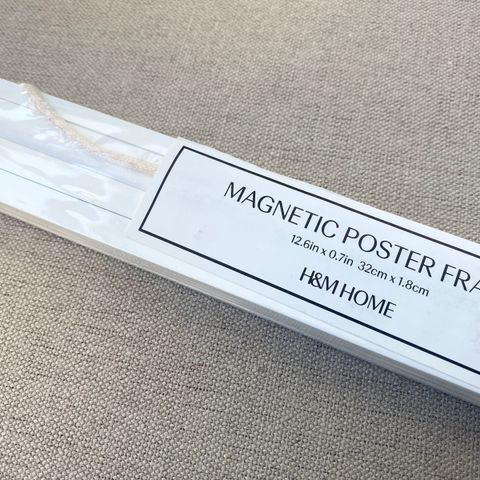 MAGNETIC POSTER FRA
12.6in x 0.7in 32cm x 1.8cm
H&M HOME